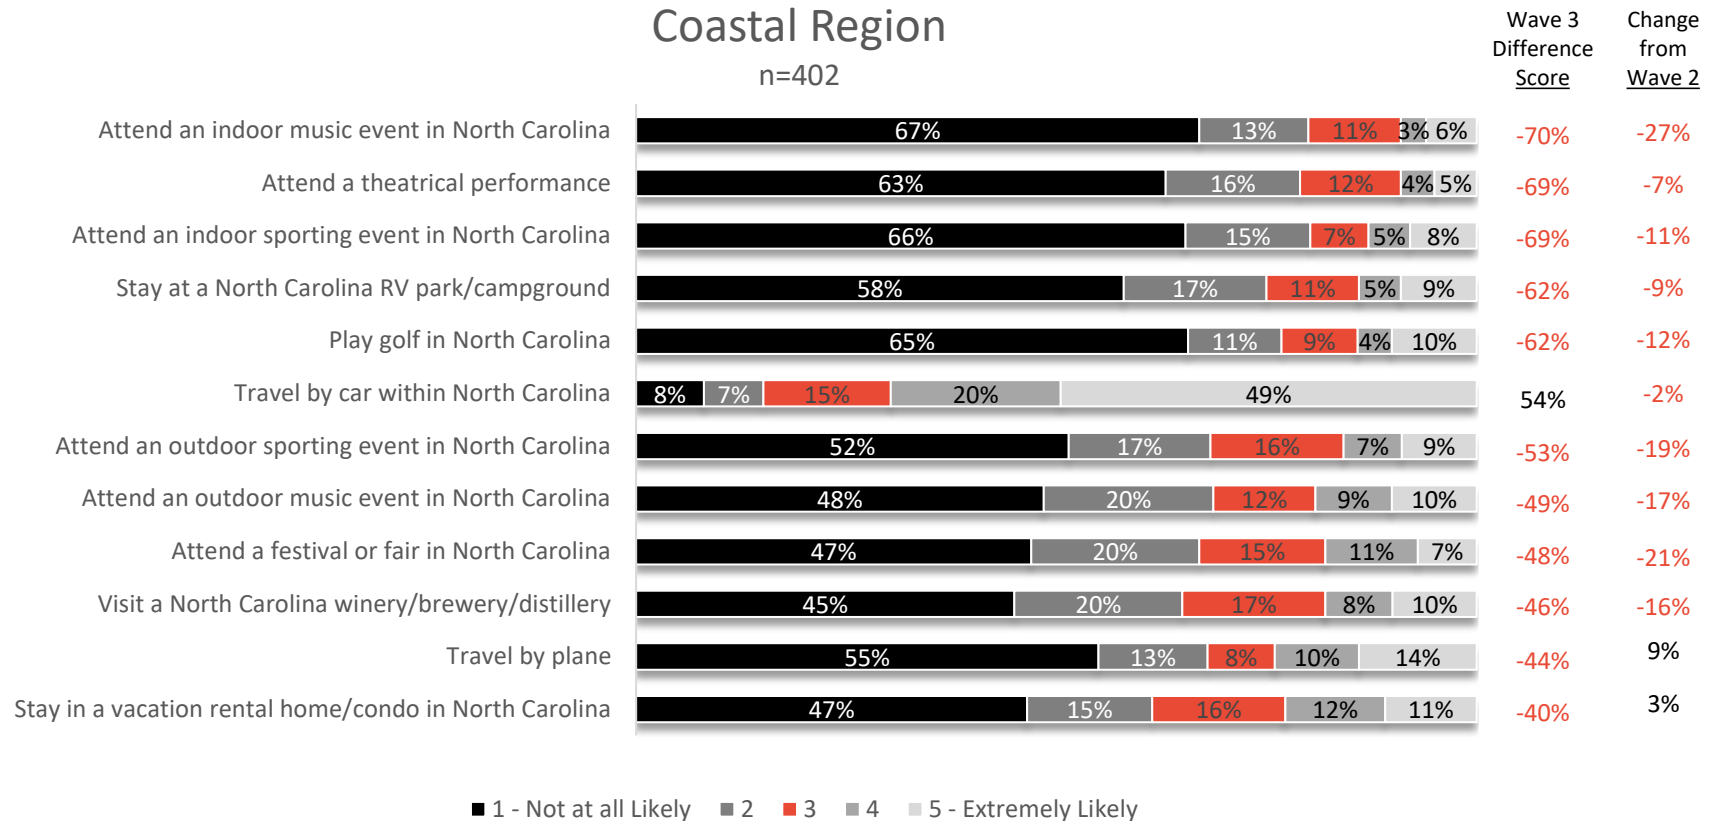 Coastal Region
n=402
Wave 3 Difference Score
Change from Wave 2
Attend an indoor music event in North Carolina 67% 13% 11% 3% 6% -70% -27%
Attend a theatrical performance 63% 16% 12% 4% 5% -69% -7%
Attend an indoor sporting event in North Carolina 66% 15% 7% 5% 8% -69% -11%
Stay at a North Carolina RV park/campground 58% 17% 11% 5% 9% -62% -9%
Play golf in North Carolina 65% 11% 9% 4% 10% -62% -12%
Travel by car within North Carolina 8% 7% 15% 20% 49% 54% -2%
Attend an outdoor sporting event in North Carolina 52% 17% 16% 7% 9% -53% -19%
Attend an outdoor music event in North Carolina 48% 20% 12% 9% 10% -49% -17%
Attend a festival or fair in North Carolina 47% 20% 15% 11% 7% -48% -21%
Visit a North Carolina winery/brewery/distillery 45% 20% 17% 8% 10% -46% -16%
Travel by plane 55% 13% 8% 10% 14% -44% 9%
Stay in a vacation rental home/condo in North Carolina 47% 15% 16% 12% 11% -40% 3%
1 - Not at all Likely 2 3 4 5 - Extremely Likely